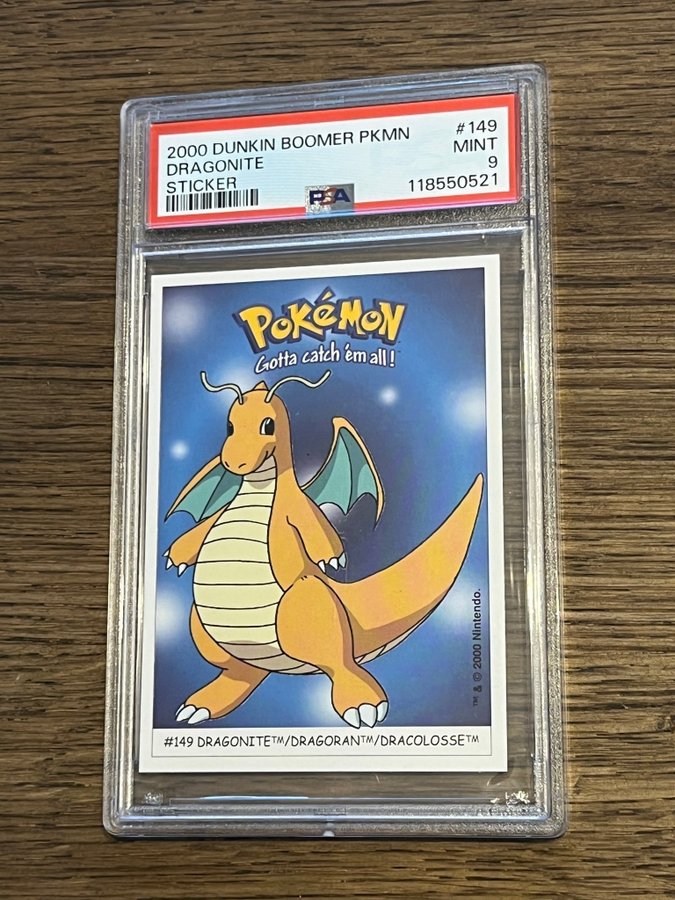 2000 DUNKIN BOOMER PKMN #149
DRAGONITE MINT
STICKER 9
118550521
PSA
POKéMON
Gotta catch 'em all!
™ & © 2000 Nintendo.
#149 DRAGONITE™/DRAGORAN™/DRACOLOSSE™